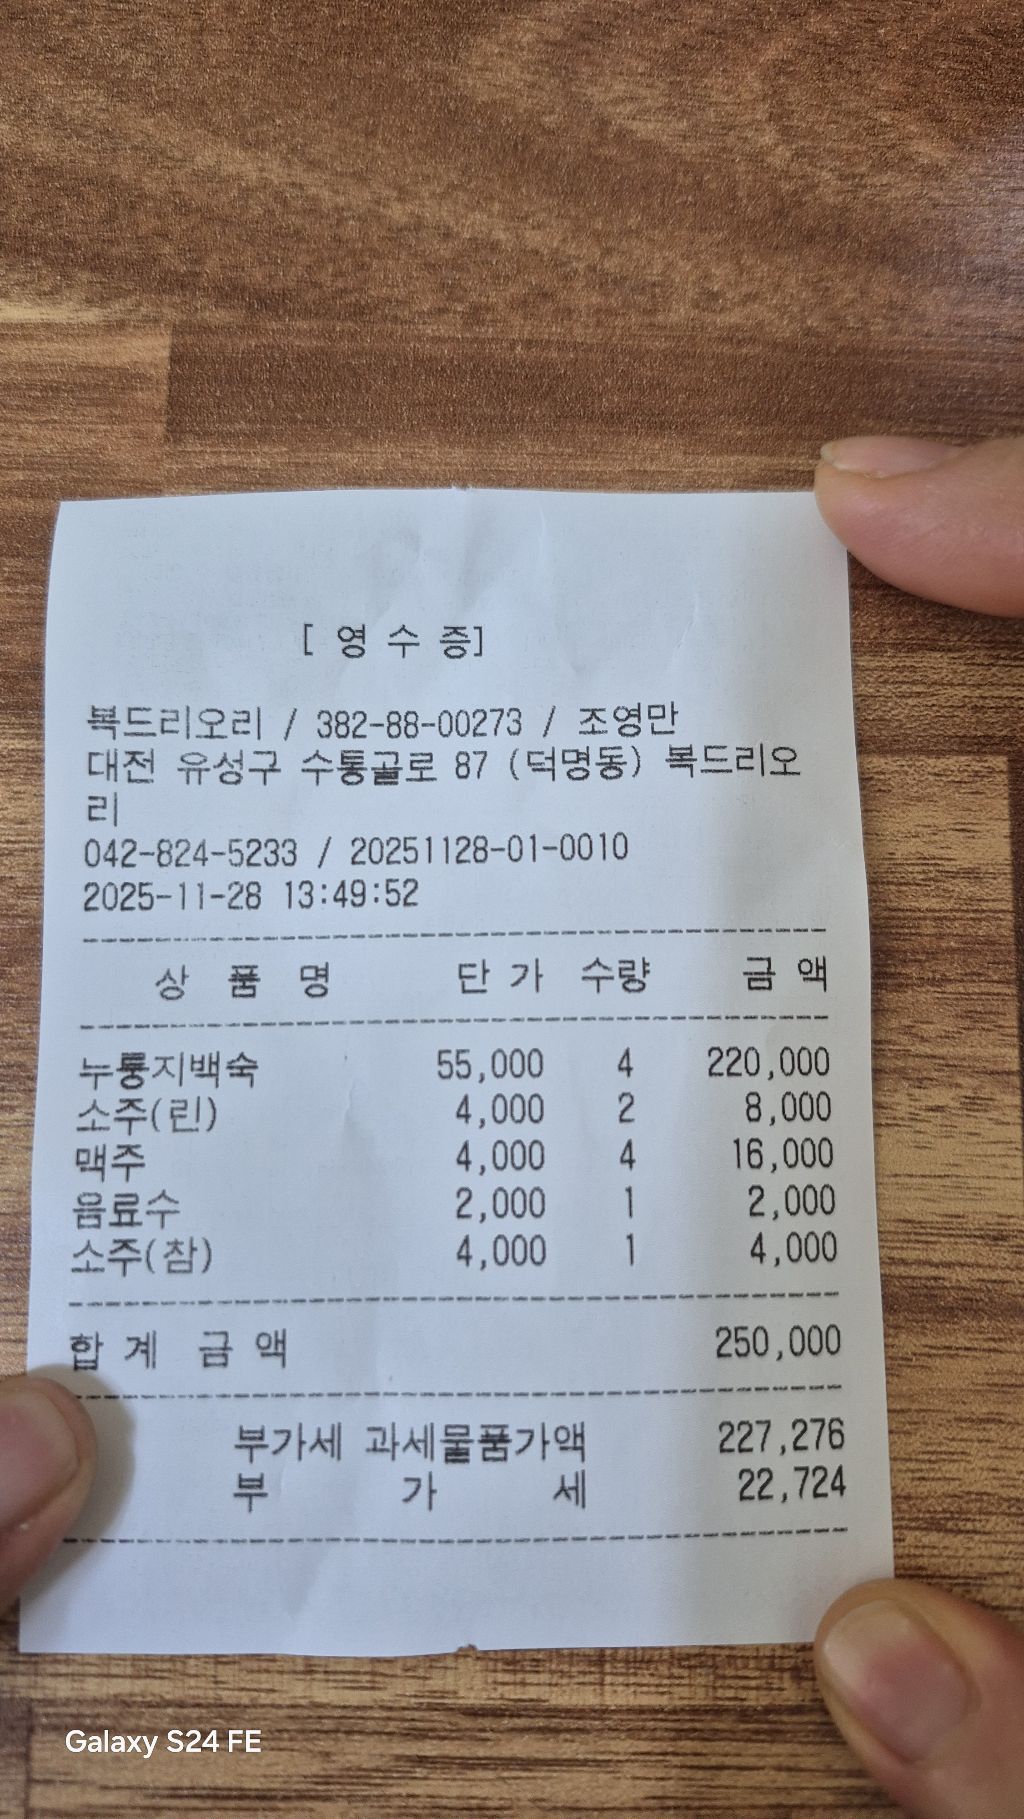 [ 영 수 증]
복드리오리 / 382-88-00273 / 조영만
대전 유성구 수통골로 87 (덕명동) 복드리오
리
042-824-5233 / 20251128-01-0010
2025-11-28 13:49:52
상 품 명 단 가 수량 금 액
누룽지백숙 55,000 4 220,000
소주(린) 4,000 2 8,000
맥주 4,000 4 16,000
음료수 2,000 1 2,000
소주(참) 4,000 1 4,000
합 계 금 액 250,000
부가세 과세물품가액 227,276
부 가 세 22,724
Galaxy S24 FE